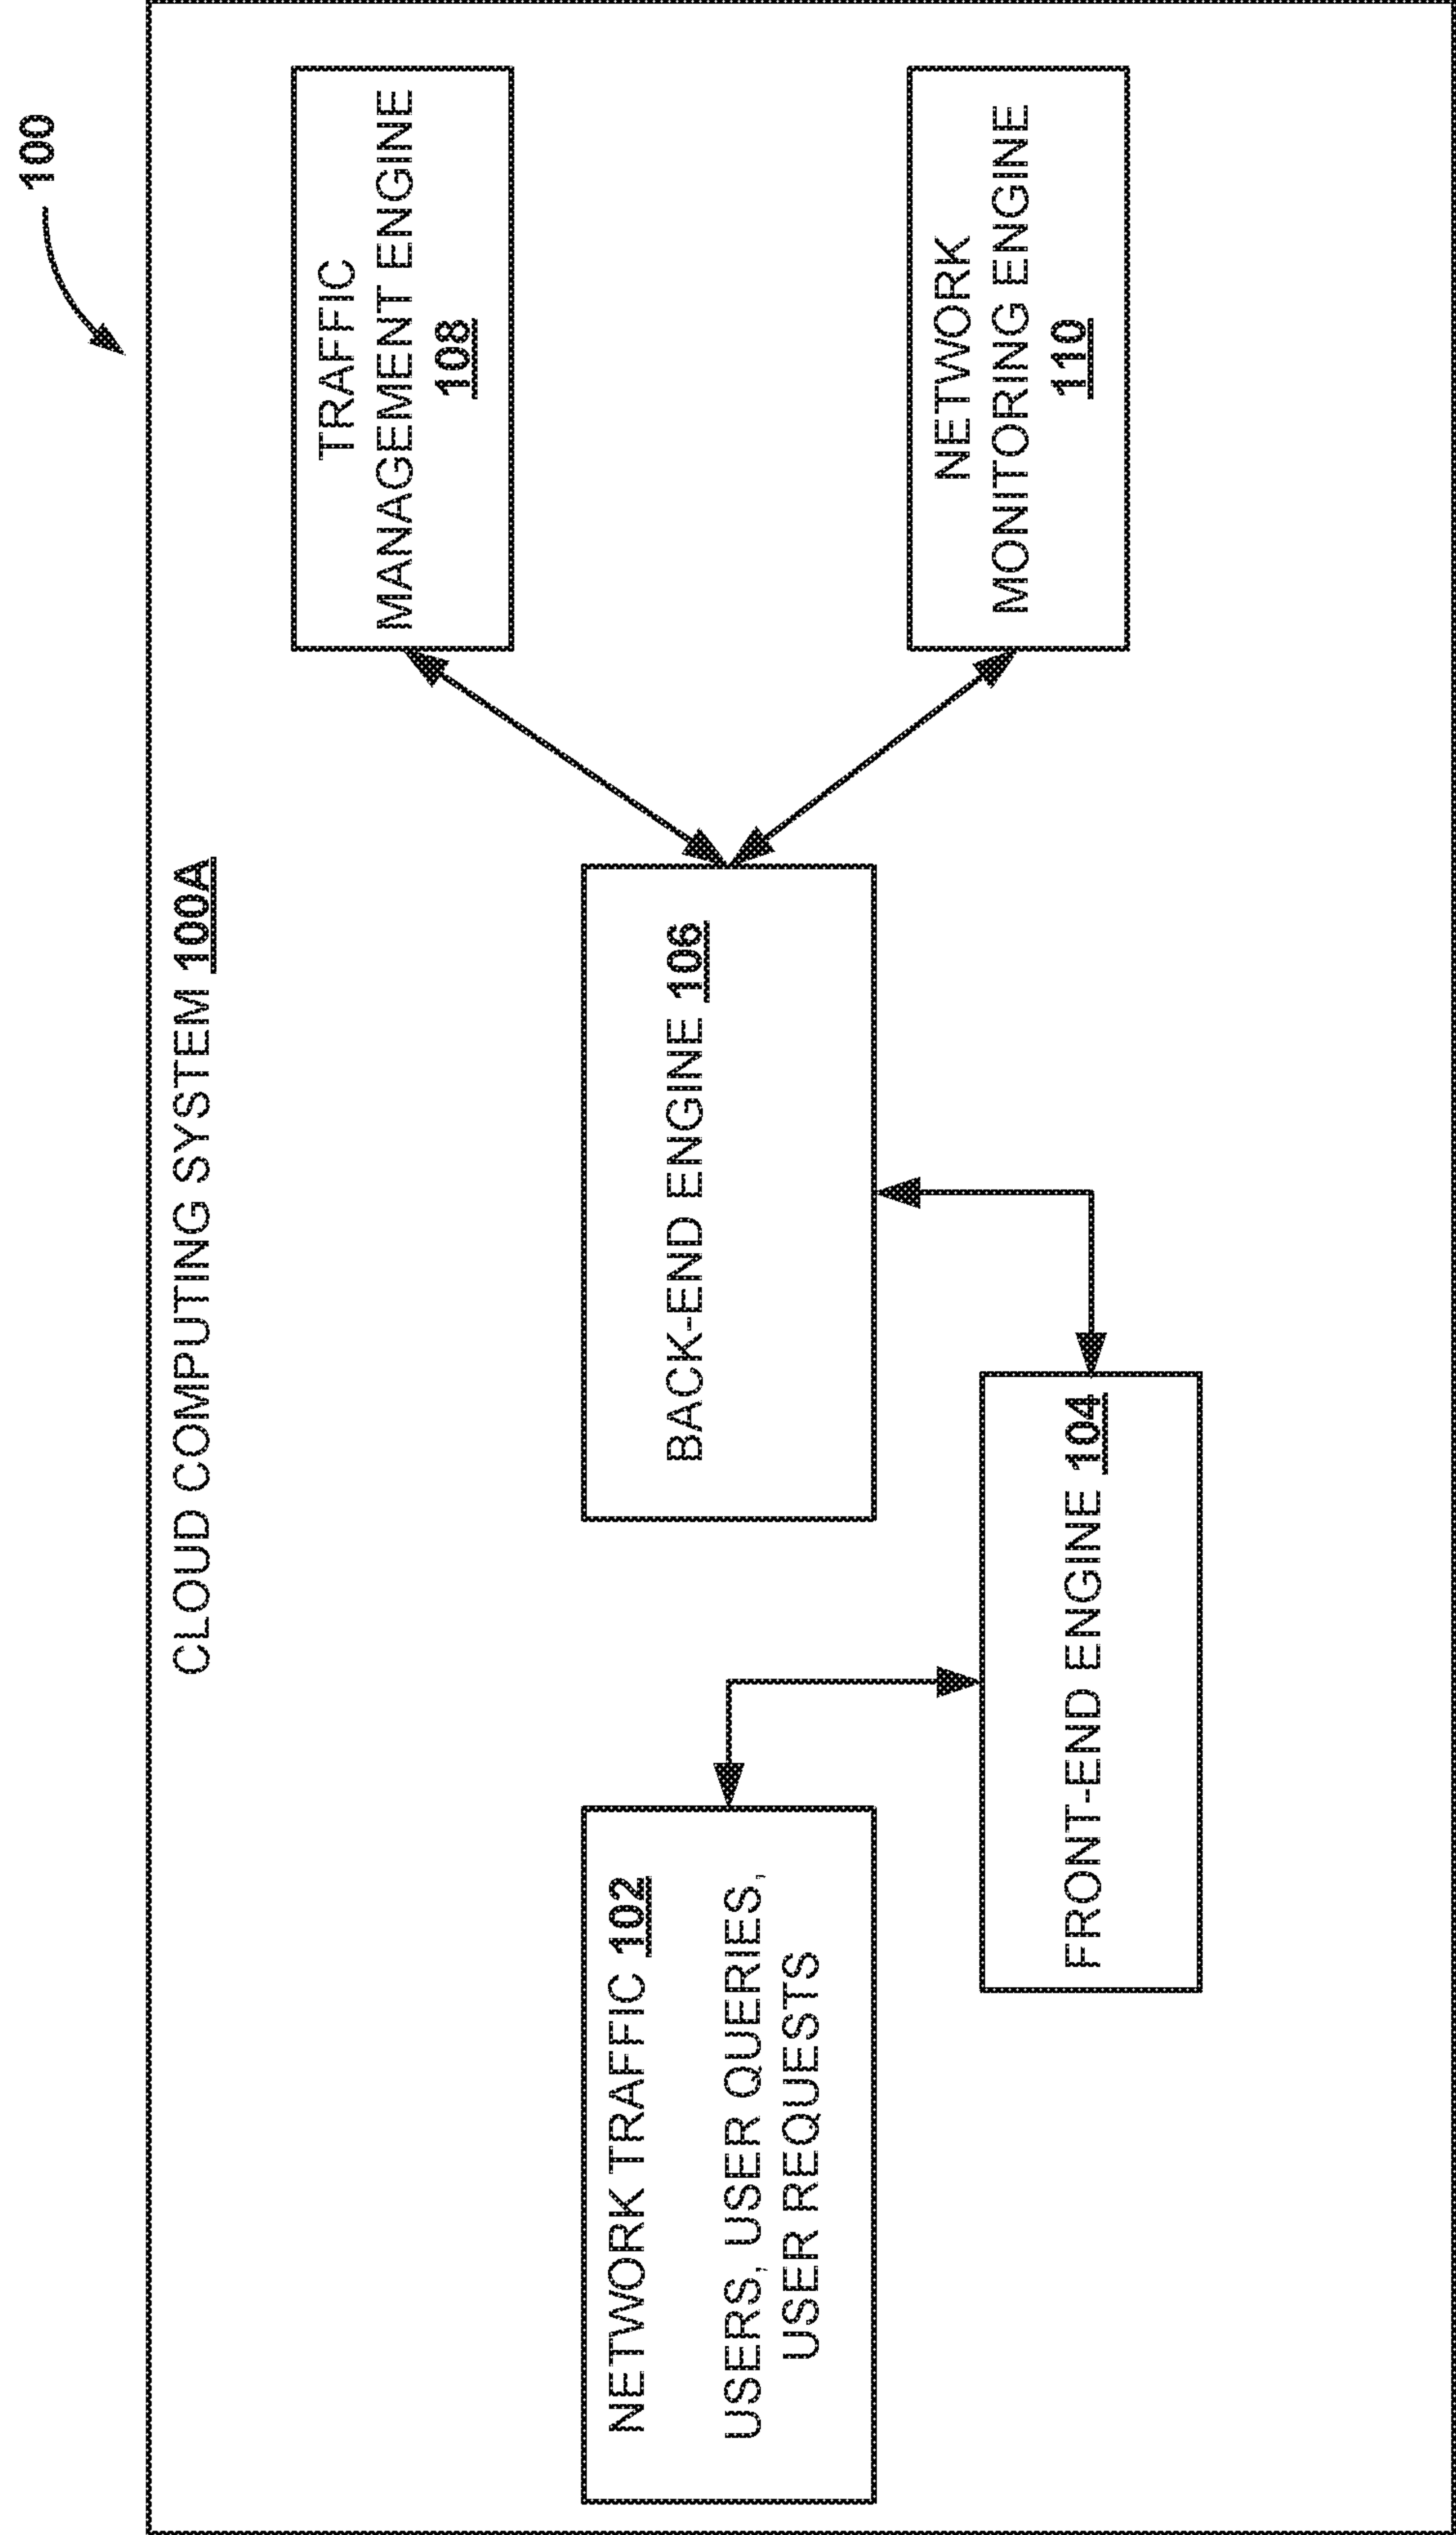 100
CLOUD COMPUTING SYSTEM 100A
NETWORK TRAFFIC 102
USERS, USER QUERIES,
USER REQUESTS
FRONT-END ENGINE 104
BACK-END ENGINE 106
TRAFFIC
MANAGEMENT ENGINE
108
NETWORK
MONITORING ENGINE
110